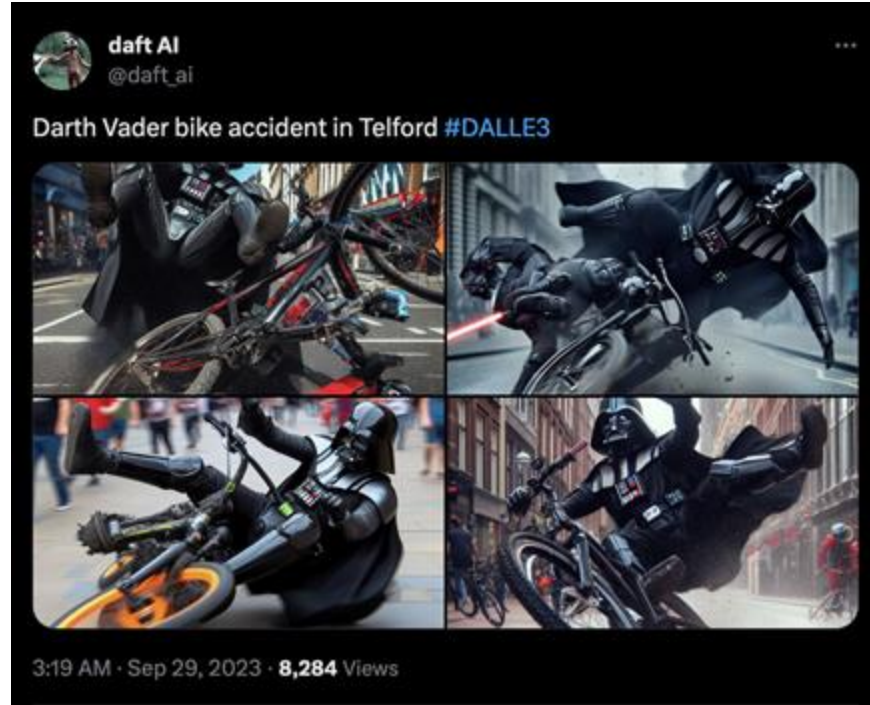 daft AI
@daft_ai
Darth Vader bike accident in Telford #DALLE3
3:19 AM · Sep 29, 2023 · 8,284 Views